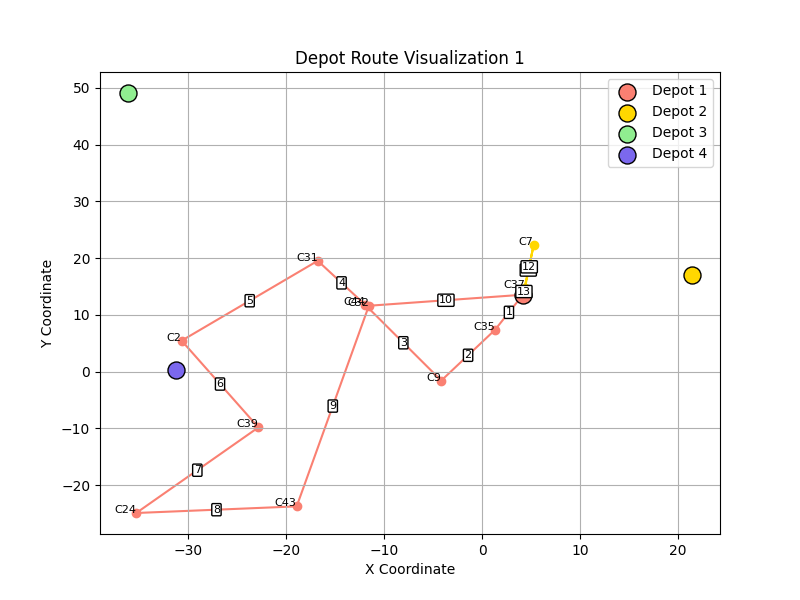 Depot Route Visualization 1
Depot 1
Depot 2
Depot 3
Depot 4
50
40
30
20
10
0
−10
−20
−30
−20
−10
0
10
20
Y Coordinate
X Coordinate
C7
12
C31
4
C37
13
5
C44
10
1
C35
C2
3
2
6
C9
9
C39
7
C24
8
C43